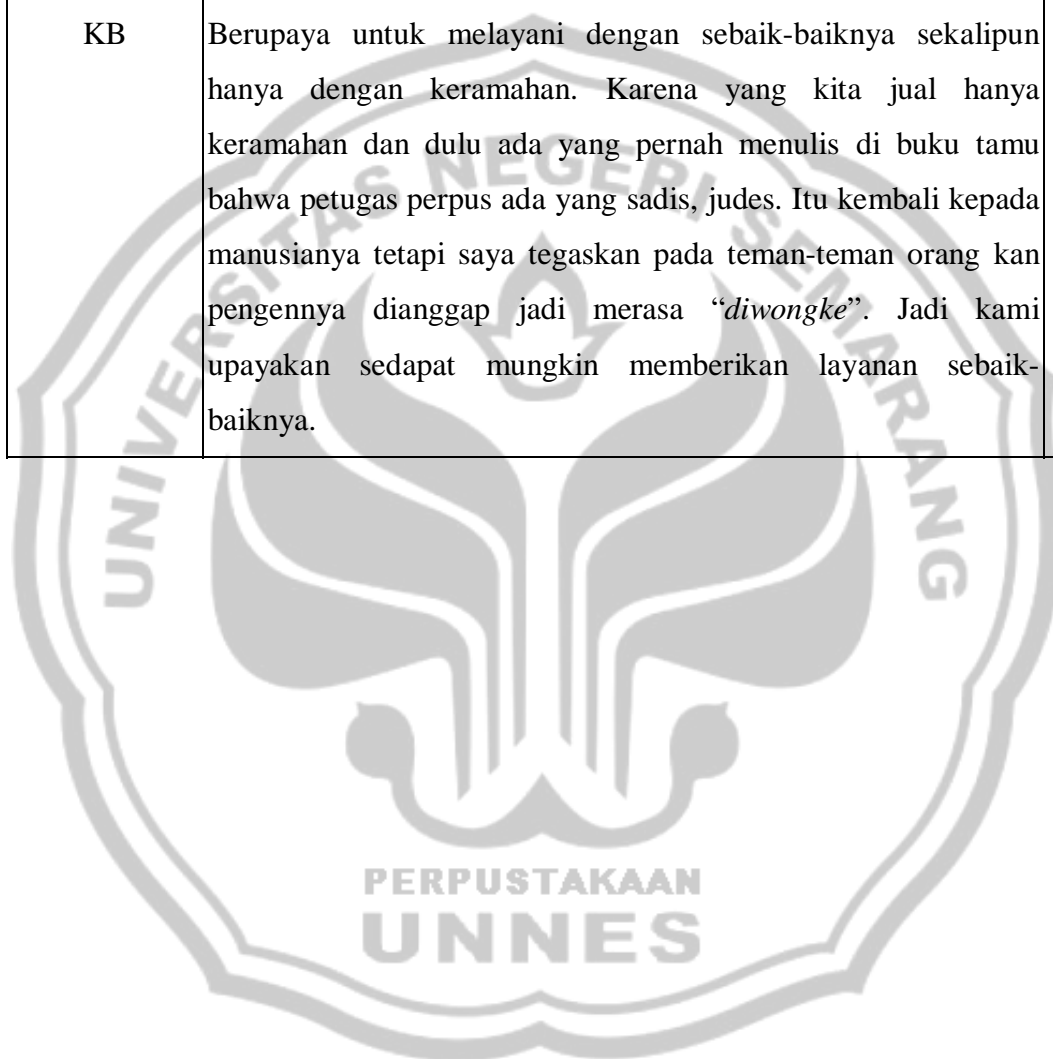 KB Berupaya untuk melayani dengan sebaik-baiknya sekalipun
hanya dengan keramahan. Karena yang kita jual hanya
keramahan dan dulu ada yang pernah menulis di buku tamu
bahwa petugas perpus ada yang sadis, judes. Itu kembali kepada
manusianya tetapi saya tegaskan pada teman-teman orang kan
pengennya dianggap jadi merasa “diwongke”. Jadi kami
upayakan sedapat mungkin memberikan layanan sebaik-
baiknya.
UNIVERSITAS NEGERI SEMARANG
PERPUSTAKAAN
UNNES